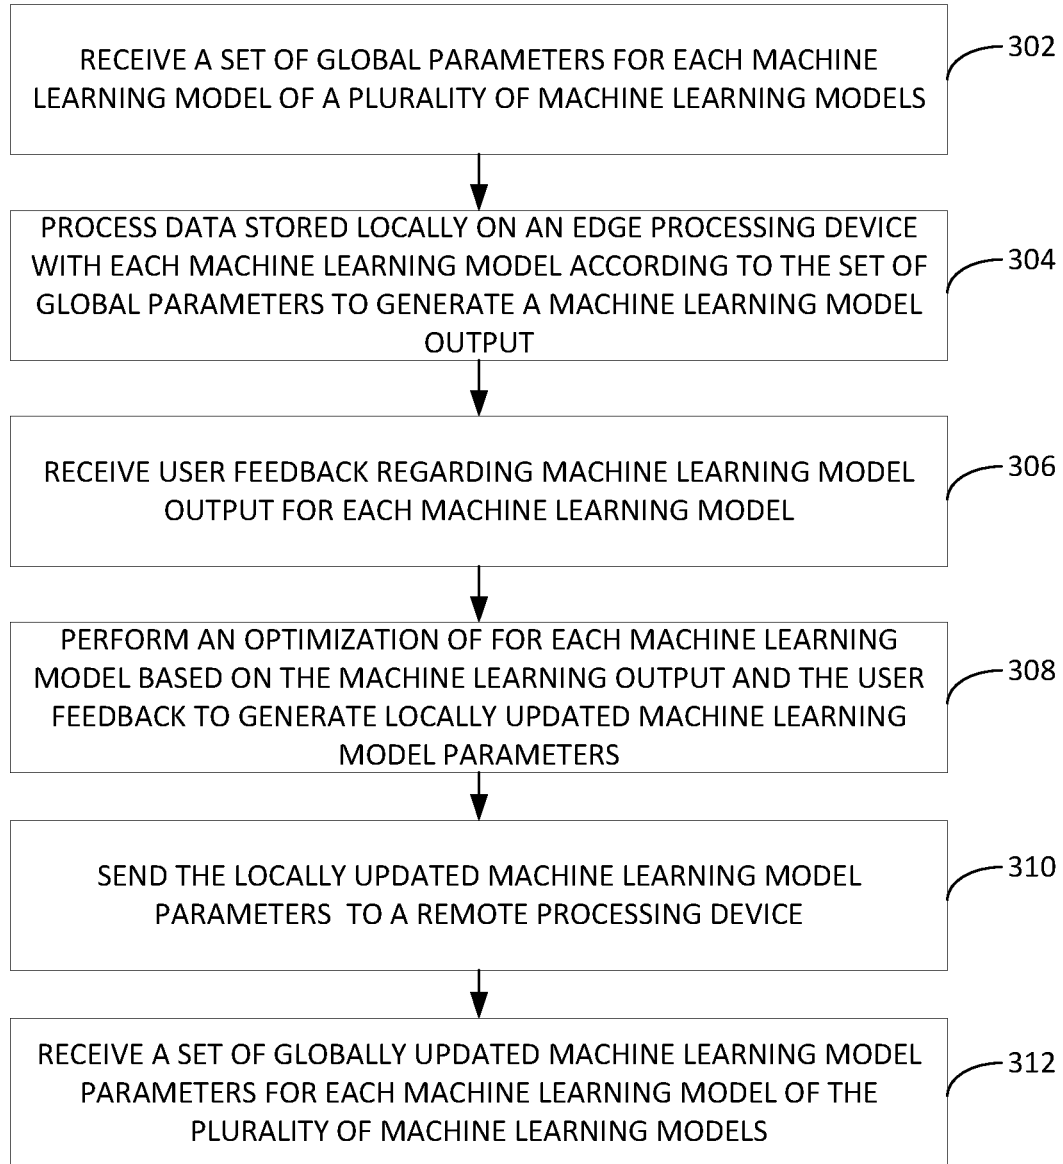 RECEIVE A SET OF GLOBAL PARAMETERS FOR EACH MACHINE
LEARNING MODEL OF A PLURALITY OF MACHINE LEARNING MODELS
302
PROCESS DATA STORED LOCALLY ON AN EDGE PROCESSING DEVICE
WITH EACH MACHINE LEARNING MODEL ACCORDING TO THE SET OF
GLOBAL PARAMETERS TO GENERATE A MACHINE LEARNING MODEL
OUTPUT
304
RECEIVE USER FEEDBACK REGARDING MACHINE LEARNING MODEL
OUTPUT FOR EACH MACHINE LEARNING MODEL
306
PERFORM AN OPTIMIZATION OF FOR EACH MACHINE LEARNING
MODEL BASED ON THE MACHINE LEARNING OUTPUT AND THE USER
FEEDBACK TO GENERATE LOCALLY UPDATED MACHINE LEARNING
MODEL PARAMETERS
308
SEND THE LOCALLY UPDATED MACHINE LEARNING MODEL
PARAMETERS TO A REMOTE PROCESSING DEVICE
310
RECEIVE A SET OF GLOBALLY UPDATED MACHINE LEARNING MODEL
PARAMETERS FOR EACH MACHINE LEARNING MODEL OF THE
PLURALITY OF MACHINE LEARNING MODELS
312